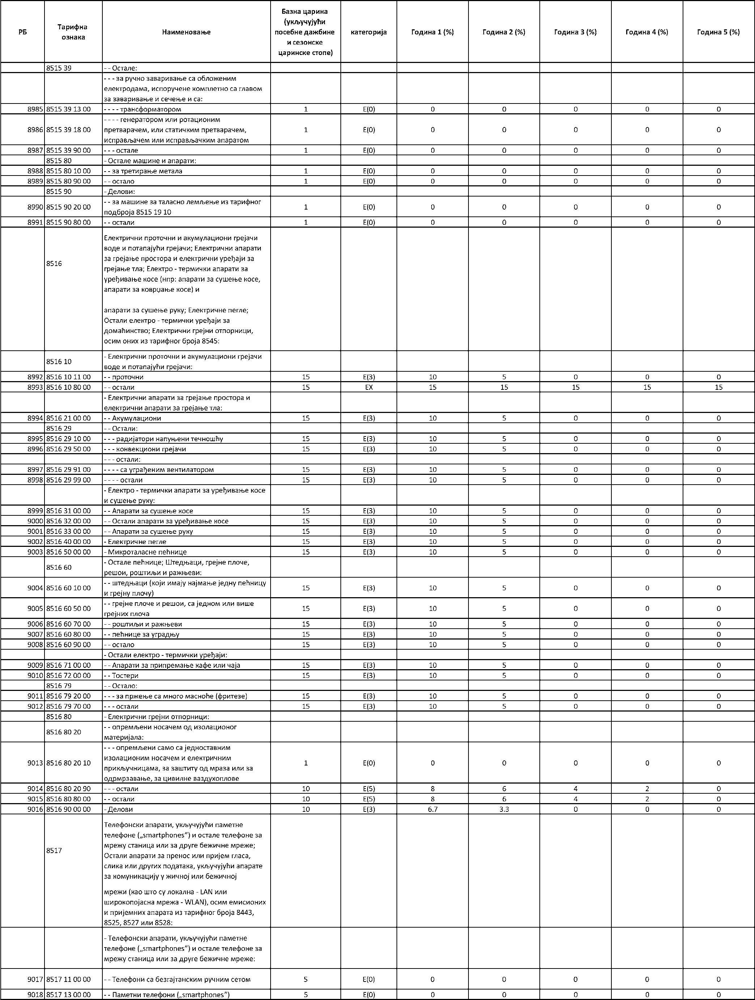 РБ Тарифна ознака Наименовање Базна царина (укључујући посебне дажбине и сезонске царинске стопе) категорија Година 1 (%) Година 2 (%) Година 3 (%) Година 4 (%) Година 5 (%)
8515 39 - - Остале:
- - - за ручно заваривање са обложеним
електродама, испоручене комплетно са главом
за заваривање и сечење и са:
8985 8515 39 13 00 - - - - трансформатором 1 E(0) 0 0 0 0 0
- - - - генератором или ротационим
8986 8515 39 18 00 претварачем, или статичким претварачем, 1 E(0) 0 0 0 0 0
исправљачем или исправљачким апаратом
8987 8515 39 90 00 - - - остале 1 E(0) 0 0 0 0 0
8515 80 - Остале машине и апарати:
8988 8515 80 10 00 - - за третирање метала 1 E(0) 0 0 0 0 0
8989 8515 80 90 00 - - остало 1 E(0) 0 0 0 0 0
8515 90 - Делови:
8990 8515 90 20 00 - - за машине за таласно лемљење из тарифног
подброја 8515 19 10 1 E(0) 0 0 0 0 0
8991 8515 90 80 00 - - остали 1 E(0) 0 0 0 0 0
8516 Електрични проточни и акумулациони грејачи
воде и потапајући грејачи; Електрични апарати
за грејање простора и електрични уређаји за
грејање тла; Електро - термички апарати за
уређивање косе (нпр: апарати за сушење косе,
апарати за коврџање косе) и
апарати за сушење руку; Електричне пегле;
Остали електро - термички уређаји за
домаћинство; Електрични грејни отпорници,
осим оних из тарифног броја 8545:
8516 10 - Електрични проточни и акумулациони грејачи
воде и потапајући грејачи:
8992 8516 10 11 00 - - проточни 15 E(3) 10 5 0 0 0
8993 8516 10 80 00 - - остали 15 EX 15 15 15 15 15
- Електрични апарати за грејање простора и
електрични апарати за грејање тла:
8994 8516 21 00 00 - - Акумулациони 15 E(3) 10 5 0 0 0
8516 29 - - Остали:
8995 8516 29 10 00 - - - радијатори напуњени течношћу 15 E(3) 10 5 0 0 0
8996 8516 29 50 00 - - - конвекциони грејачи 15 E(3) 10 5 0 0 0
- - - остали:
8997 8516 29 91 00 - - - - са уграђеним вентилатором 15 E(3) 10 5 0 0 0
8998 8516 29 99 00 - - - - остали 15 E(3) 10 5 0 0 0
- Електро - термички апарати за уређивање косе
и сушење руку:
8999 8516 31 00 00 - - Апарати за сушење косе 15 E(3) 10 5 0 0 0
9000 8516 32 00 00 - - Остали апарати за уређивање косе 15 E(3) 10 5 0 0 0
9001 8516 33 00 00 - - Апарати за сушење руку 15 E(3) 10 5 0 0 0
9002 8516 40 00 00 - Електричне пегле 15 E(3) 10 5 0 0 0
9003 8516 50 00 00 - Микроталасне пећнице 15 E(3) 10 5 0 0 0
8516 60 - Остале пећнице; Штедњаци, грејне плоче,
решои, роштиљи и ражњеви:
9004 8516 60 10 00 - - штедњаци (који имају најмање једну пећницу
и грејну плочу) 15 E(3) 10 5 0 0 0
9005 8516 60 50 00 - - грејне плоче и решои, са једном или више
грејних плоча 15 E(3) 10 5 0 0 0
9006 8516 60 70 00 - - роштиљи и ражњеви 15 E(3) 10 5 0 0 0
9007 8516 60 80 00 - - пећнице за уградњу 15 E(3) 10 5 0 0 0
9008 8516 60 90 00 - - остало 15 E(3) 10 5 0 0 0
- Остали електро - термички уређаји:
9009 8516 71 00 00 - - Апарати за припремање кафе или чаја 15 E(3) 10 5 0 0 0
9010 8516 72 00 00 - - Тостери 15 E(3) 10 5 0 0 0
8516 79 - - Остало:
9011 8516 79 20 00 - - - за пржење са много масноће (фритезе) 15 E(3) 10 5 0 0 0
9012 8516 79 70 00 - - - остали 15 E(3) 10 5 0 0 0
8516 80 - Електрични грејни отпорници:
8516 80 20 - - опремљени носачем од изолационог
материјала:
- - - опремљени само са једноставним
изолационим носачем и електричним
9013 8516 80 20 10 прикључницама, за заштиту од мраза или за 1 E(0) 0 0 0 0 0
одрмрзавање, за цивилне ваздухоплове
9014 8516 80 20 90 - - - остали 10 E(5) 8 6 4 2 0
9015 8516 80 80 00 - - остали 10 E(5) 8 6 4 2 0
9016 8516 90 00 00 - Делови 10 E(3) 6.7 3.3 0 0 0
8517 Телефонски апарати, укључујући паметне
телефоне („smartphones”) и остале телефоне за
мрежу станица или за друге бежичне мреже;
Остали апарати за пренос или пријем гласа,
слика или других података, укључујући апарате
за комуникацију у жичној или бежичној
мрежи (као што су локална - LAN или
широкопојасна мрежа - WLAN), осим емисионих
и пријемних апарата из тарифног броја 8443,
8525, 8527 или 8528:
- Телефонски апарати, укључујући паметне
телефоне („smartphones”) и остале телефоне за
мрежу станица или за друге бежичне мреже:
9017 8517 11 00 00 - - Телефони са безгајтанским ручним сетом 5 E(0) 0 0 0 0 0
9018 8517 13 00 00 - - Паметни телефони („smartphones”) 5 E(0) 0 0 0 0 0